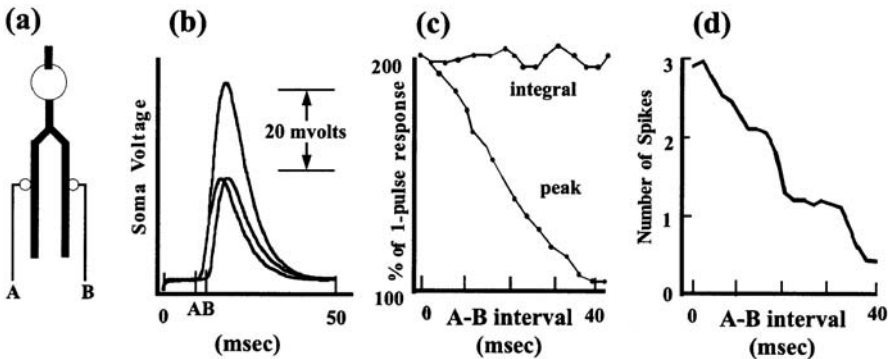 (a)
A B
(b)
Soma Voltage
20 mvolts
0 AB 50
(msec)
(c)
% of 1-pulse response
200
100
integral
peak
0 A-B interval 40
(msec)
(d)
Number of Spikes
3
2
1
0
0 A-B interval 40
(msec)